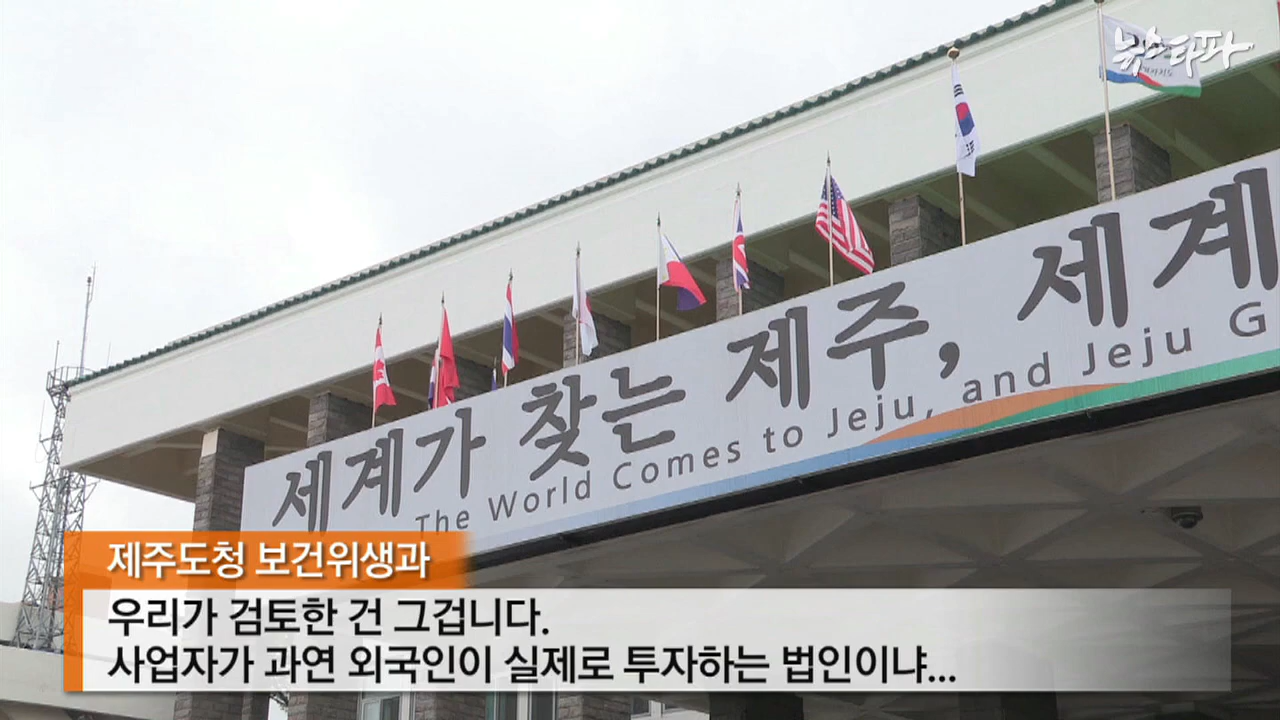 뉴스타파
세계가 찾는 제주, 세계
The World Comes to Jeju, and Jeju G
제주도청 보건위생과
우리가 검토한 건 그겁니다.
사업자가 과연 외국인이 실제로 투자하는 법인이냐...